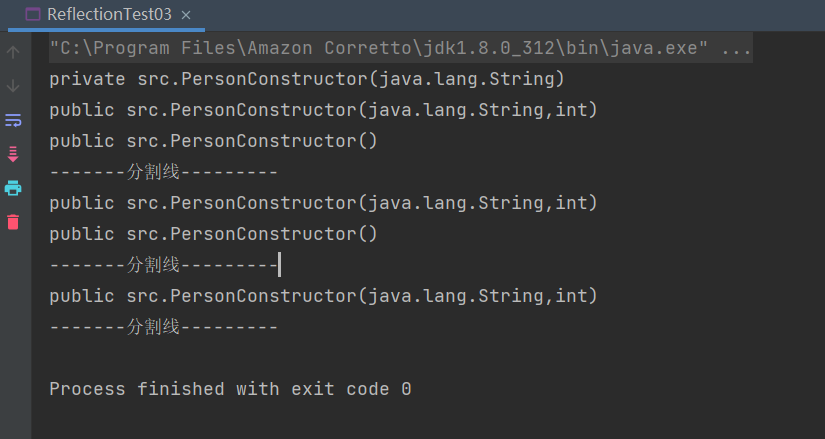 ReflectionTest03 ×
"C:\Program Files\Amazon Corretto\jdk1.8.0_312\bin\java.exe" ...
private src.PersonConstructor(java.lang.String)
public src.PersonConstructor(java.lang.String,int)
public src.PersonConstructor()
-------分割线---------
public src.PersonConstructor(java.lang.String,int)
public src.PersonConstructor()
-------分割线---------
public src.PersonConstructor(java.lang.String,int)
-------分割线---------
Process finished with exit code 0